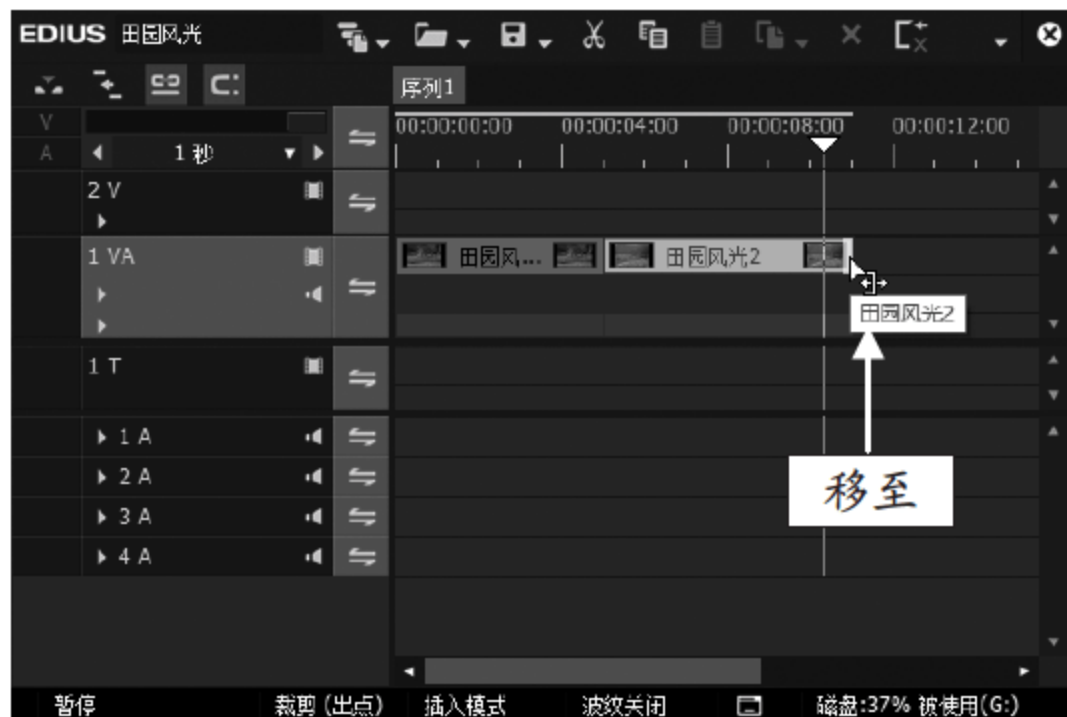 EDIUS 田园风光
序列1
V
A
1 秒
00:00:00:00 00:00:04:00 00:00:08:00 00:00:12:00
2 V
1 VA
田园风... 田园风光2
田园风光2
1 T
移至
1 A
2 A
3 A
4 A
暂停 裁剪 (出点) 插入模式 波纹关闭 磁盘:37% 被使用(G:)